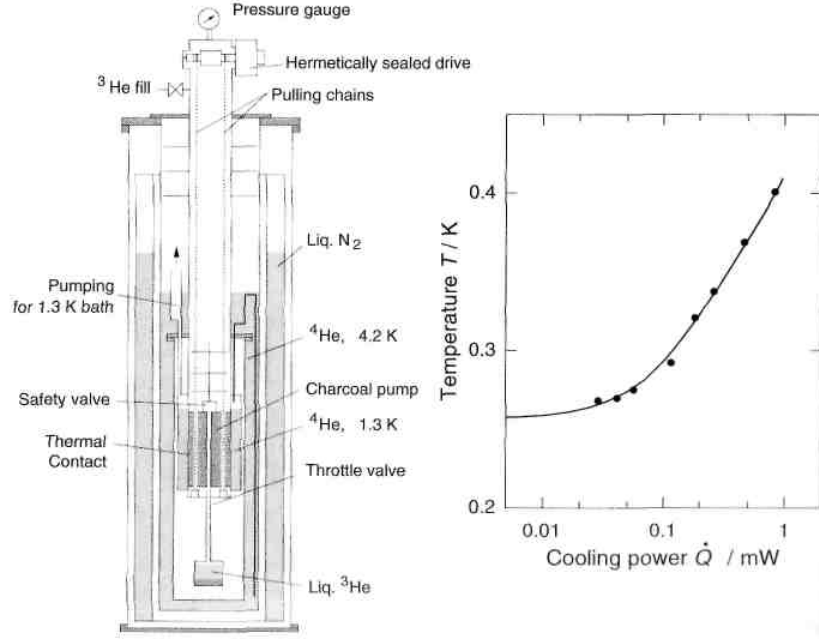 Pressure gauge
Hermetically sealed drive
³He fill
Pulling chains
Liq. N₂
Pumping
for 1.3 K bath
⁴He, 4.2 K
Safety valve
Charcoal pump
⁴He, 1.3 K
Thermal
Contact
Throttle valve
Liq. ³He
Temperature T / K
0.4
0.3
0.2
0.01
0.1
1
Cooling power Q̇ / mW